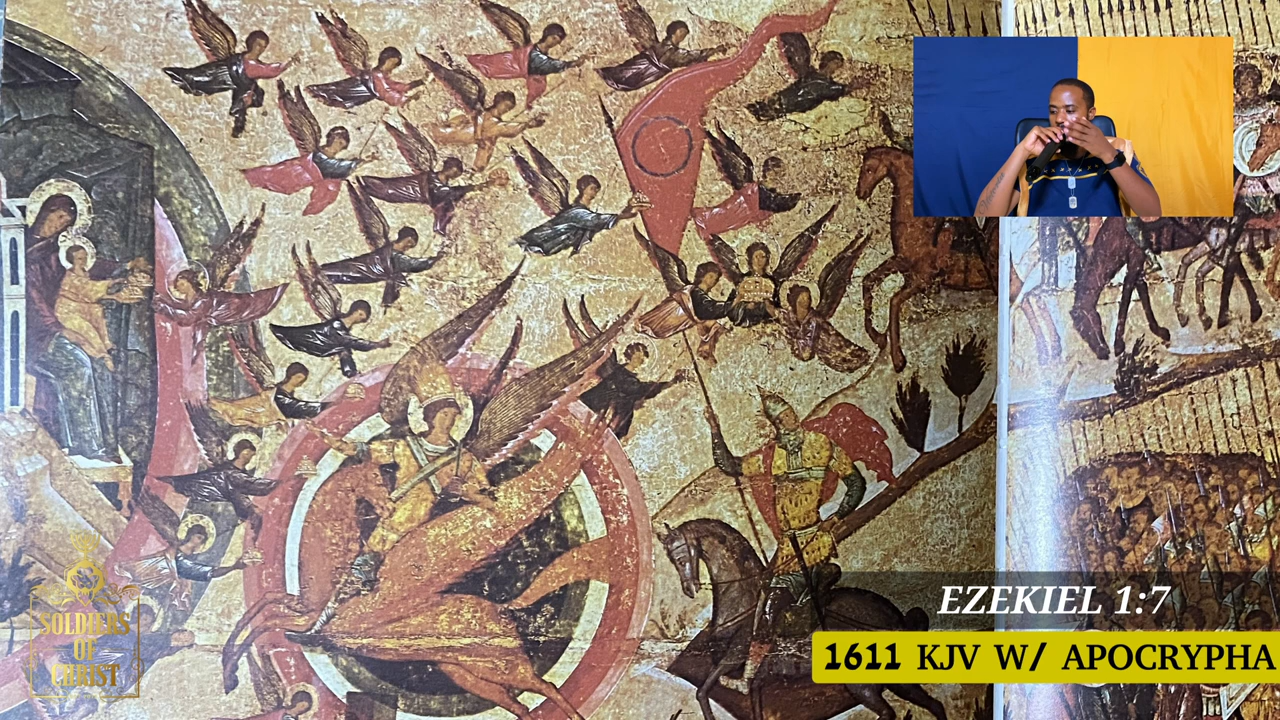 EZEKIEL 1:7
1611 KJV W/ APOCRYPHA
SOLDIERS
OF
CHRIST